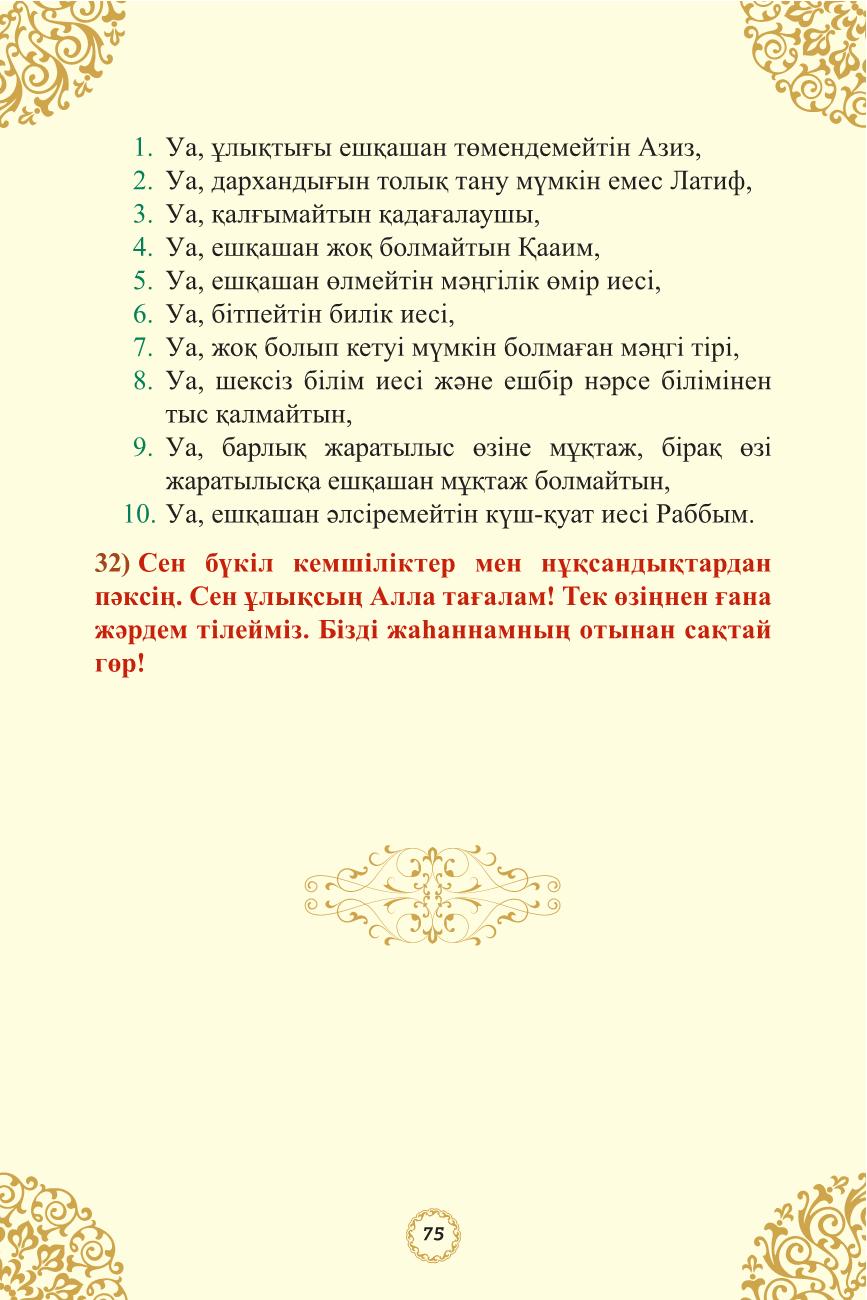 1. Уа, ұлықтығы ешқашан төмендемейтін Азиз,
2. Уа, дархандығын толық тану мүмкін емес Латиф,
3. Уа, қалғымайтын қадағалаушы,
4. Уа, ешқашан жоқ болмайтын Қааим,
5. Уа, ешқашан өлмейтін мәңгілік өмір иесі,
6. Уа, бітпейтін билік иесі,
7. Уа, жоқ болып кетуі мүмкін болмаған мәңгі тірі,
8. Уа, шексіз білім иесі және ешбір нәрсе білімінен
тыс қалмайтын,
9. Уа, барлық жаратылыс өзіне мұқтаж, бірақ өзі
жаратылысқа ешқашан мұқтаж болмайтын,
10. Уа, ешқашан әлсіремейтін күш-қуат иесі Раббым.
32) Сен бүкіл кемшіліктер мен нұқсандықтардан
пәксің. Сен ұлықсың Алла тағалам! Тек өзіңнен ғана
жәрдем тілейміз. Бізді жаһаннамның отынан сақтай
гөр!
75